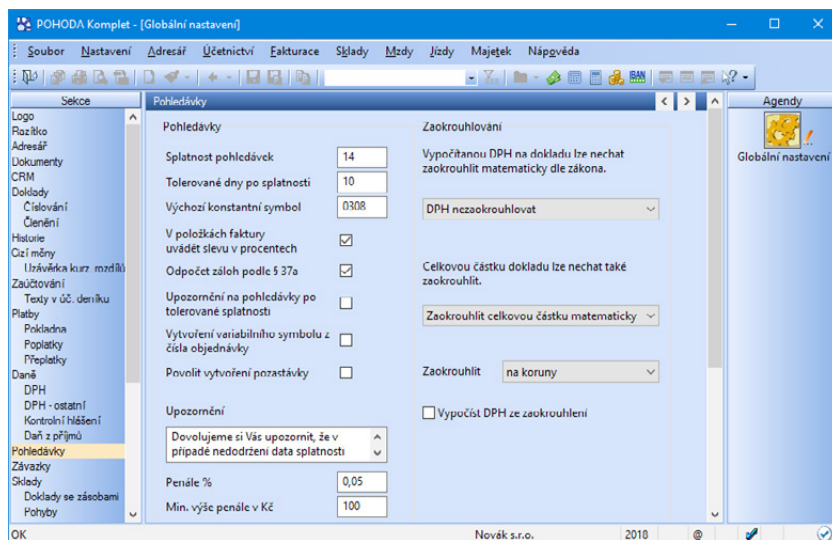 POHODA Komplet - [Globální nastavení]
Soubor Nastavení Adresář Účetnictví Fakturace Sklady Mzdy Jízdy Majetek Nápověda
IBAN
Sekce
Logo
Razítko
Adresář
Dokumenty
CRM
Doklady
Číslování
Členění
Historie
Cizí měny
Uzávěrka kurz. rozdílů
Zaúčtování
Texty v úč. deníku
Platby
Pokladna
Poplatky
Přeplatky
Daně
DPH
DPH - ostatní
Kontrolní hlášení
Daň z příjmů
Pohledávky
Závazky
Sklady
Doklady se zásobami
Pohyby
Pohledávky
Pohledávky
Splatnost pohledávek 14
Tolerované dny po splatnosti 10
Výchozí konstantní symbol 0308
V položkách faktury
uvádět slevu v procentech
Odpočet záloh podle § 37a
Upozornění na pohledávky po
tolerované splatnosti
Vytvoření variabilního symbolu z
čísla objednávky
Povolit vytvoření pozastávky
Upozornění
Dovolujeme si Vás upozornit, že v
případě nedodržení data splatnosti
Penále % 0,05
Min. výše penále v Kč 100
Zaokrouhlování
Vypočítanou DPH na dokladu lze nechat
zaokrouhlit matematicky dle zákona.
DPH nezaokrouhlovat
Celkovou částku dokladu lze nechat také
zaokrouhlit.
Zaokrouhlit celkovou částku matematicky
Zaokrouhlit na koruny
Vypočíst DPH ze zaokrouhlení
Agendy
Globální nastavení
OK Novák s.r.o. 2018 @